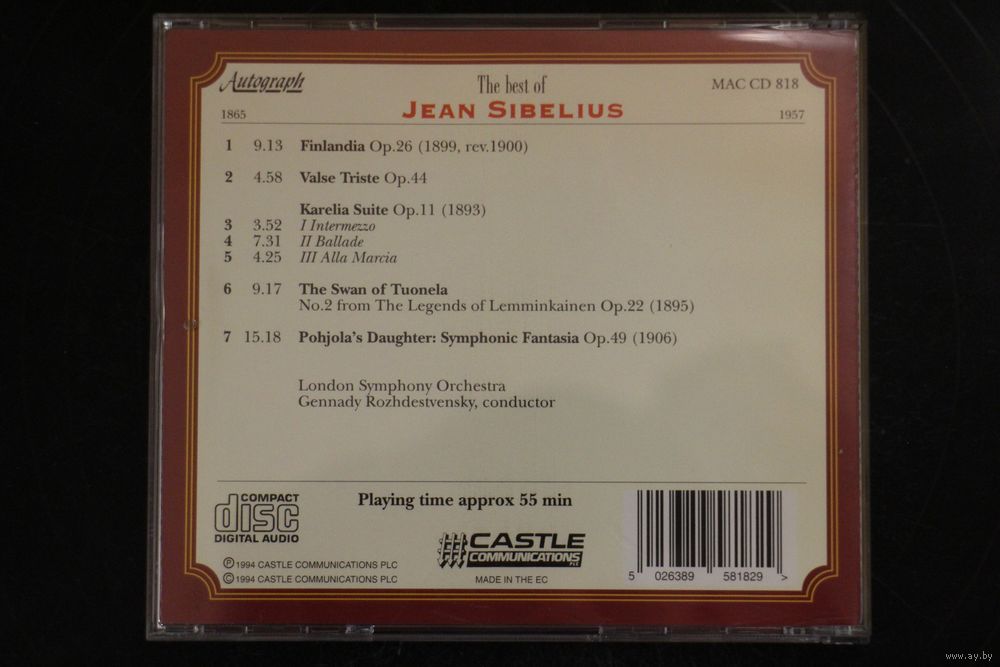 Autograph
The best of
MAC CD 818
1865
JEAN SIBELIUS
1957
1 9.13 Finlandia Op.26 (1899, rev.1900)
2 4.58 Valse Triste Op.44
Karelia Suite Op.11 (1893)
3 3.52 I Intermezzo
4 7.31 II Ballade
5 4.25 III Alla Marcia
6 9.17 The Swan of Tuonela
No.2 from The Legends of Lemminkainen Op.22 (1895)
7 15.18 Pohjola's Daughter: Symphonic Fantasia Op.49 (1906)
London Symphony Orchestra
Gennady Rozhdestvensky, conductor
COMPACT
disc
DIGITAL AUDIO
Playing time approx 55 min
CASTLE
COMMUNICATIONS
PLC
MADE IN THE EC
℗ 1994 CASTLE COMMUNICATIONS PLC
© 1994 CASTLE COMMUNICATIONS PLC
5 026389 581829 >
www.ay.by